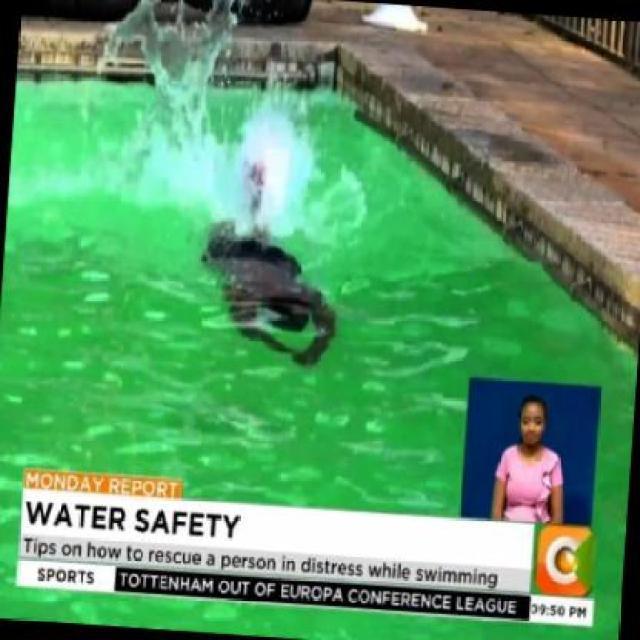 MONDAY REPORT
WATER SAFETY
Tips on how to rescue a person in distress while swimming
SPORTS TOTTENHAM OUT OF EUROPA CONFERENCE LEAGUE 09:50 PM